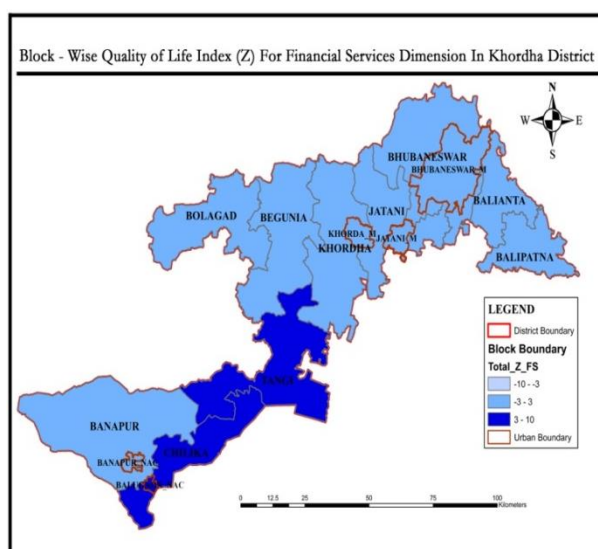 Block - Wise Quality of Life Index (Z) For Financial Services Dimension In Khordha District
N
W
E
S
BHUBANESWAR
BHUBANESWAR_M
BALIANTA
BOLAGAD
BEGUNIA
JATANI
KHORDA_M
JATANI_M
KHORDHA
BALIPATNA
LEGEND
District Boundary
Block Boundary
Total_Z_FS
-10 - -3
-3 - 3
3 - 10
Urban Boundary
TANGI
BANAPUR
CHILIKA
BANAPUR_NAC
0 12.5 25 50 75 100
Kilometers